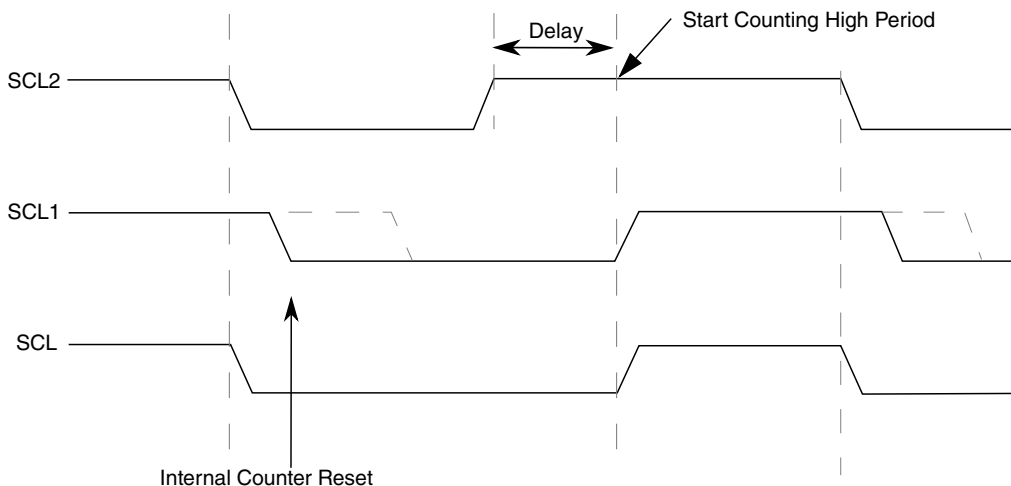 Start Counting High Period
Delay
SCL2
SCL1
SCL
Internal Counter Reset